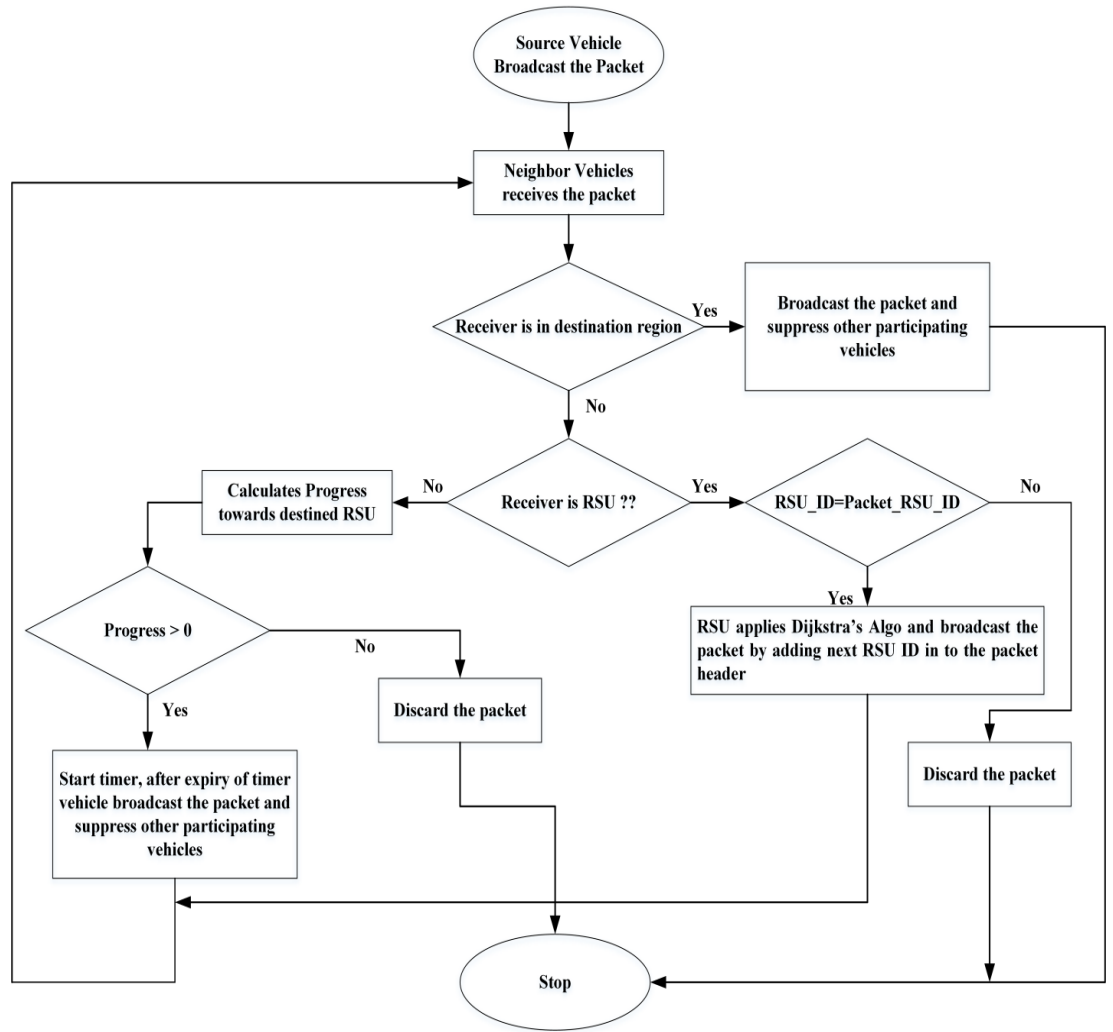 Source Vehicle
Broadcast the Packet
Neighbor Vehicles
receives the packet
Receiver is in destination region
Yes
Broadcast the packet and
suppress other participating
vehicles
No
Calculates Progress
towards destined RSU
No
Receiver is RSU ??
Yes
RSU_ID=Packet_RSU_ID
No
Yes
RSU applies Dijkstra's Algo and broadcast the
packet by adding next RSU ID in to the packet
header
Progress > 0
No
Yes
Discard the packet
Discard the packet
Start timer, after expiry of timer
vehicle broadcast the packet and
suppress other participating
vehicles
Stop